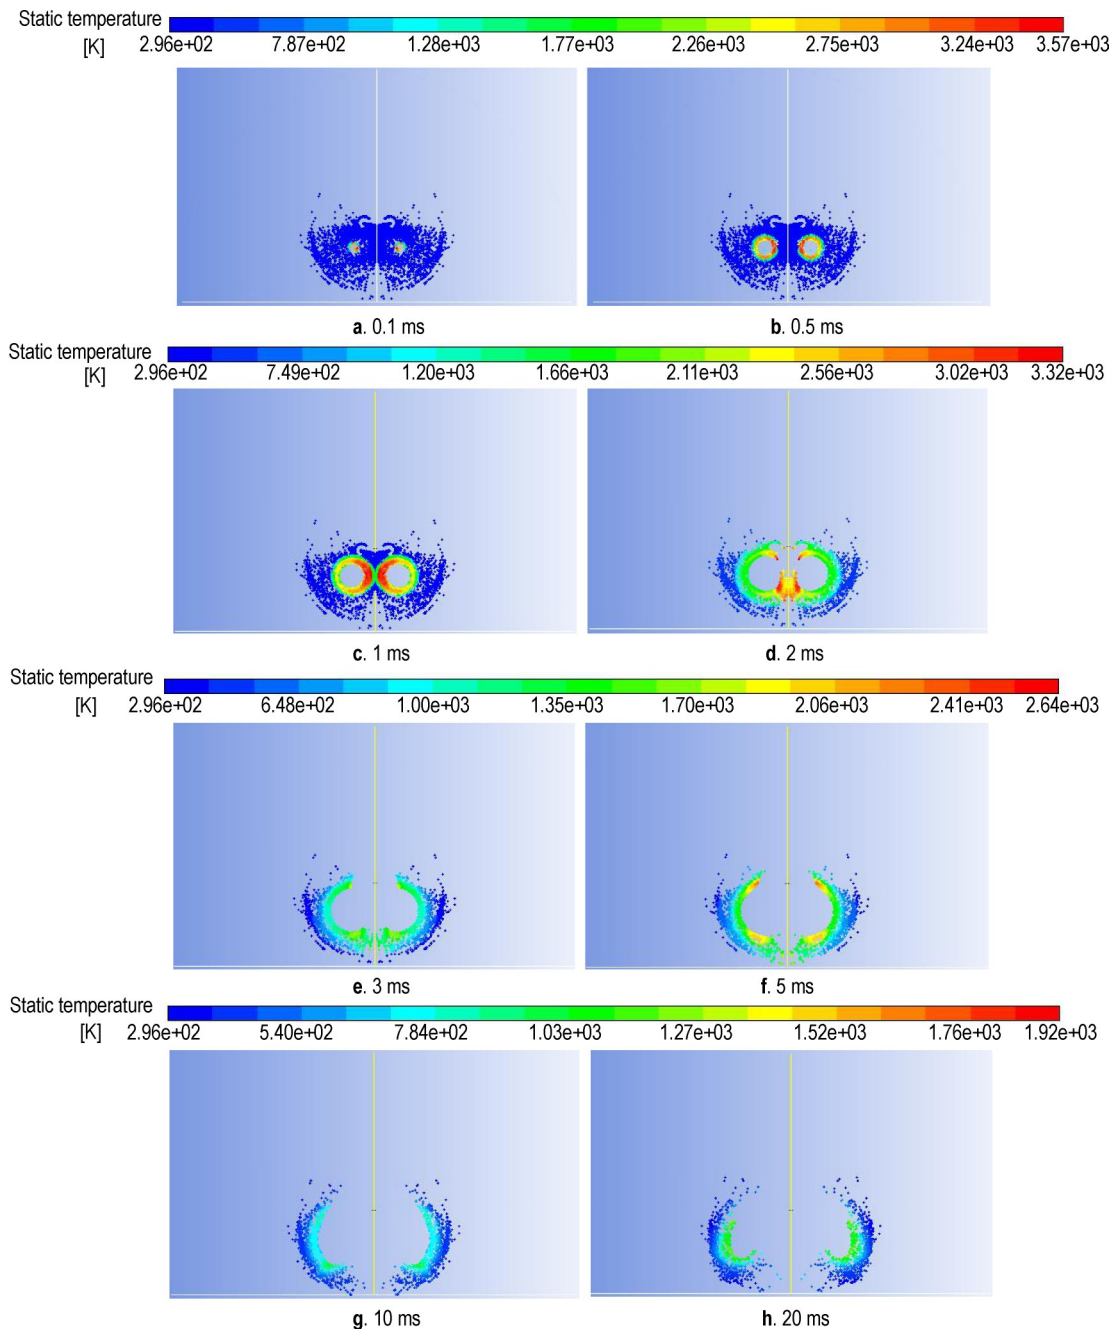 Static temperature
[K]
2.96e+02 7.87e+02 1.28e+03 1.77e+03 2.26e+03 2.75e+03 3.24e+03 3.57e+03
a. 0.1 ms b. 0.5 ms
Static temperature
[K]
2.96e+02 7.49e+02 1.20e+03 1.66e+03 2.11e+03 2.56e+03 3.02e+03 3.32e+03
c. 1 ms d. 2 ms
Static temperature
[K]
2.96e+02 6.48e+02 1.00e+03 1.35e+03 1.70e+03 2.06e+03 2.41e+03 2.64e+03
e. 3 ms f. 5 ms
Static temperature
[K]
2.96e+02 5.40e+02 7.84e+02 1.03e+03 1.27e+03 1.52e+03 1.76e+03 1.92e+03
g. 10 ms h. 20 ms